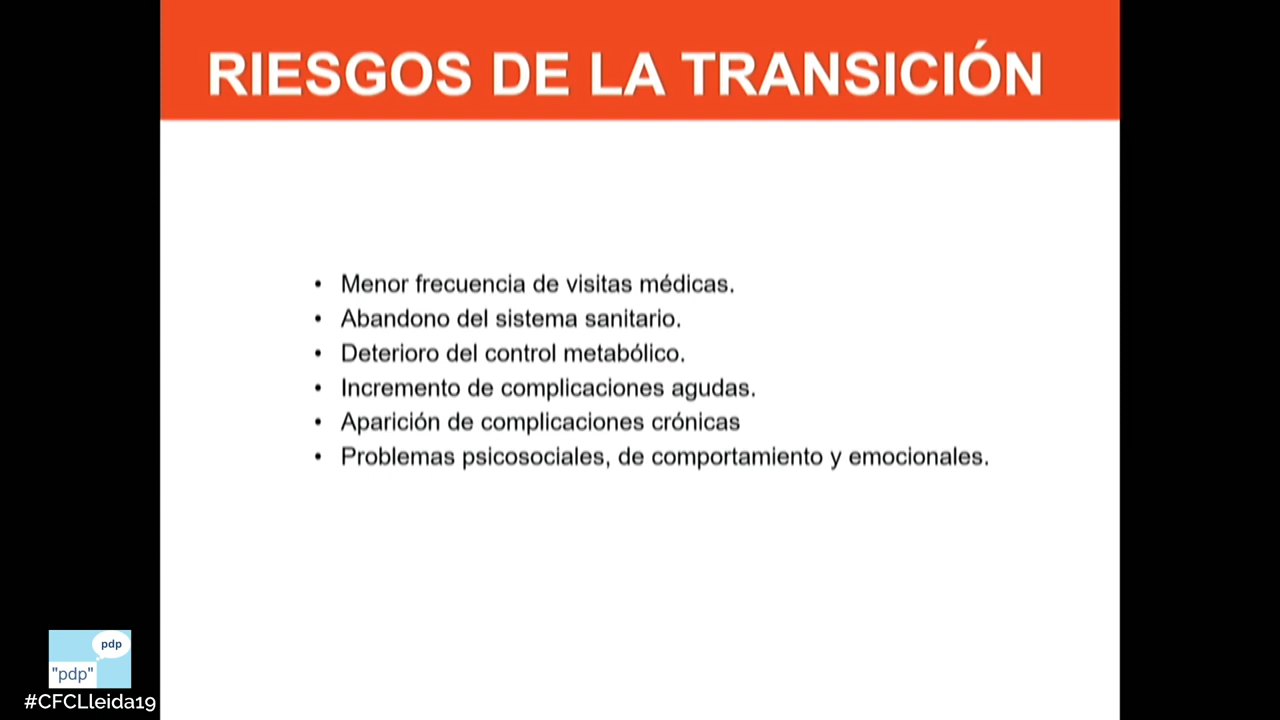 RIESGOS DE LA TRANSICIÓN
• Menor frecuencia de visitas médicas.
• Abandono del sistema sanitario.
• Deterioro del control metabólico.
• Incremento de complicaciones agudas.
• Aparición de complicaciones crónicas
• Problemas psicosociales, de comportamiento y emocionales.
pdp
"pdp"
#CFCLleida19